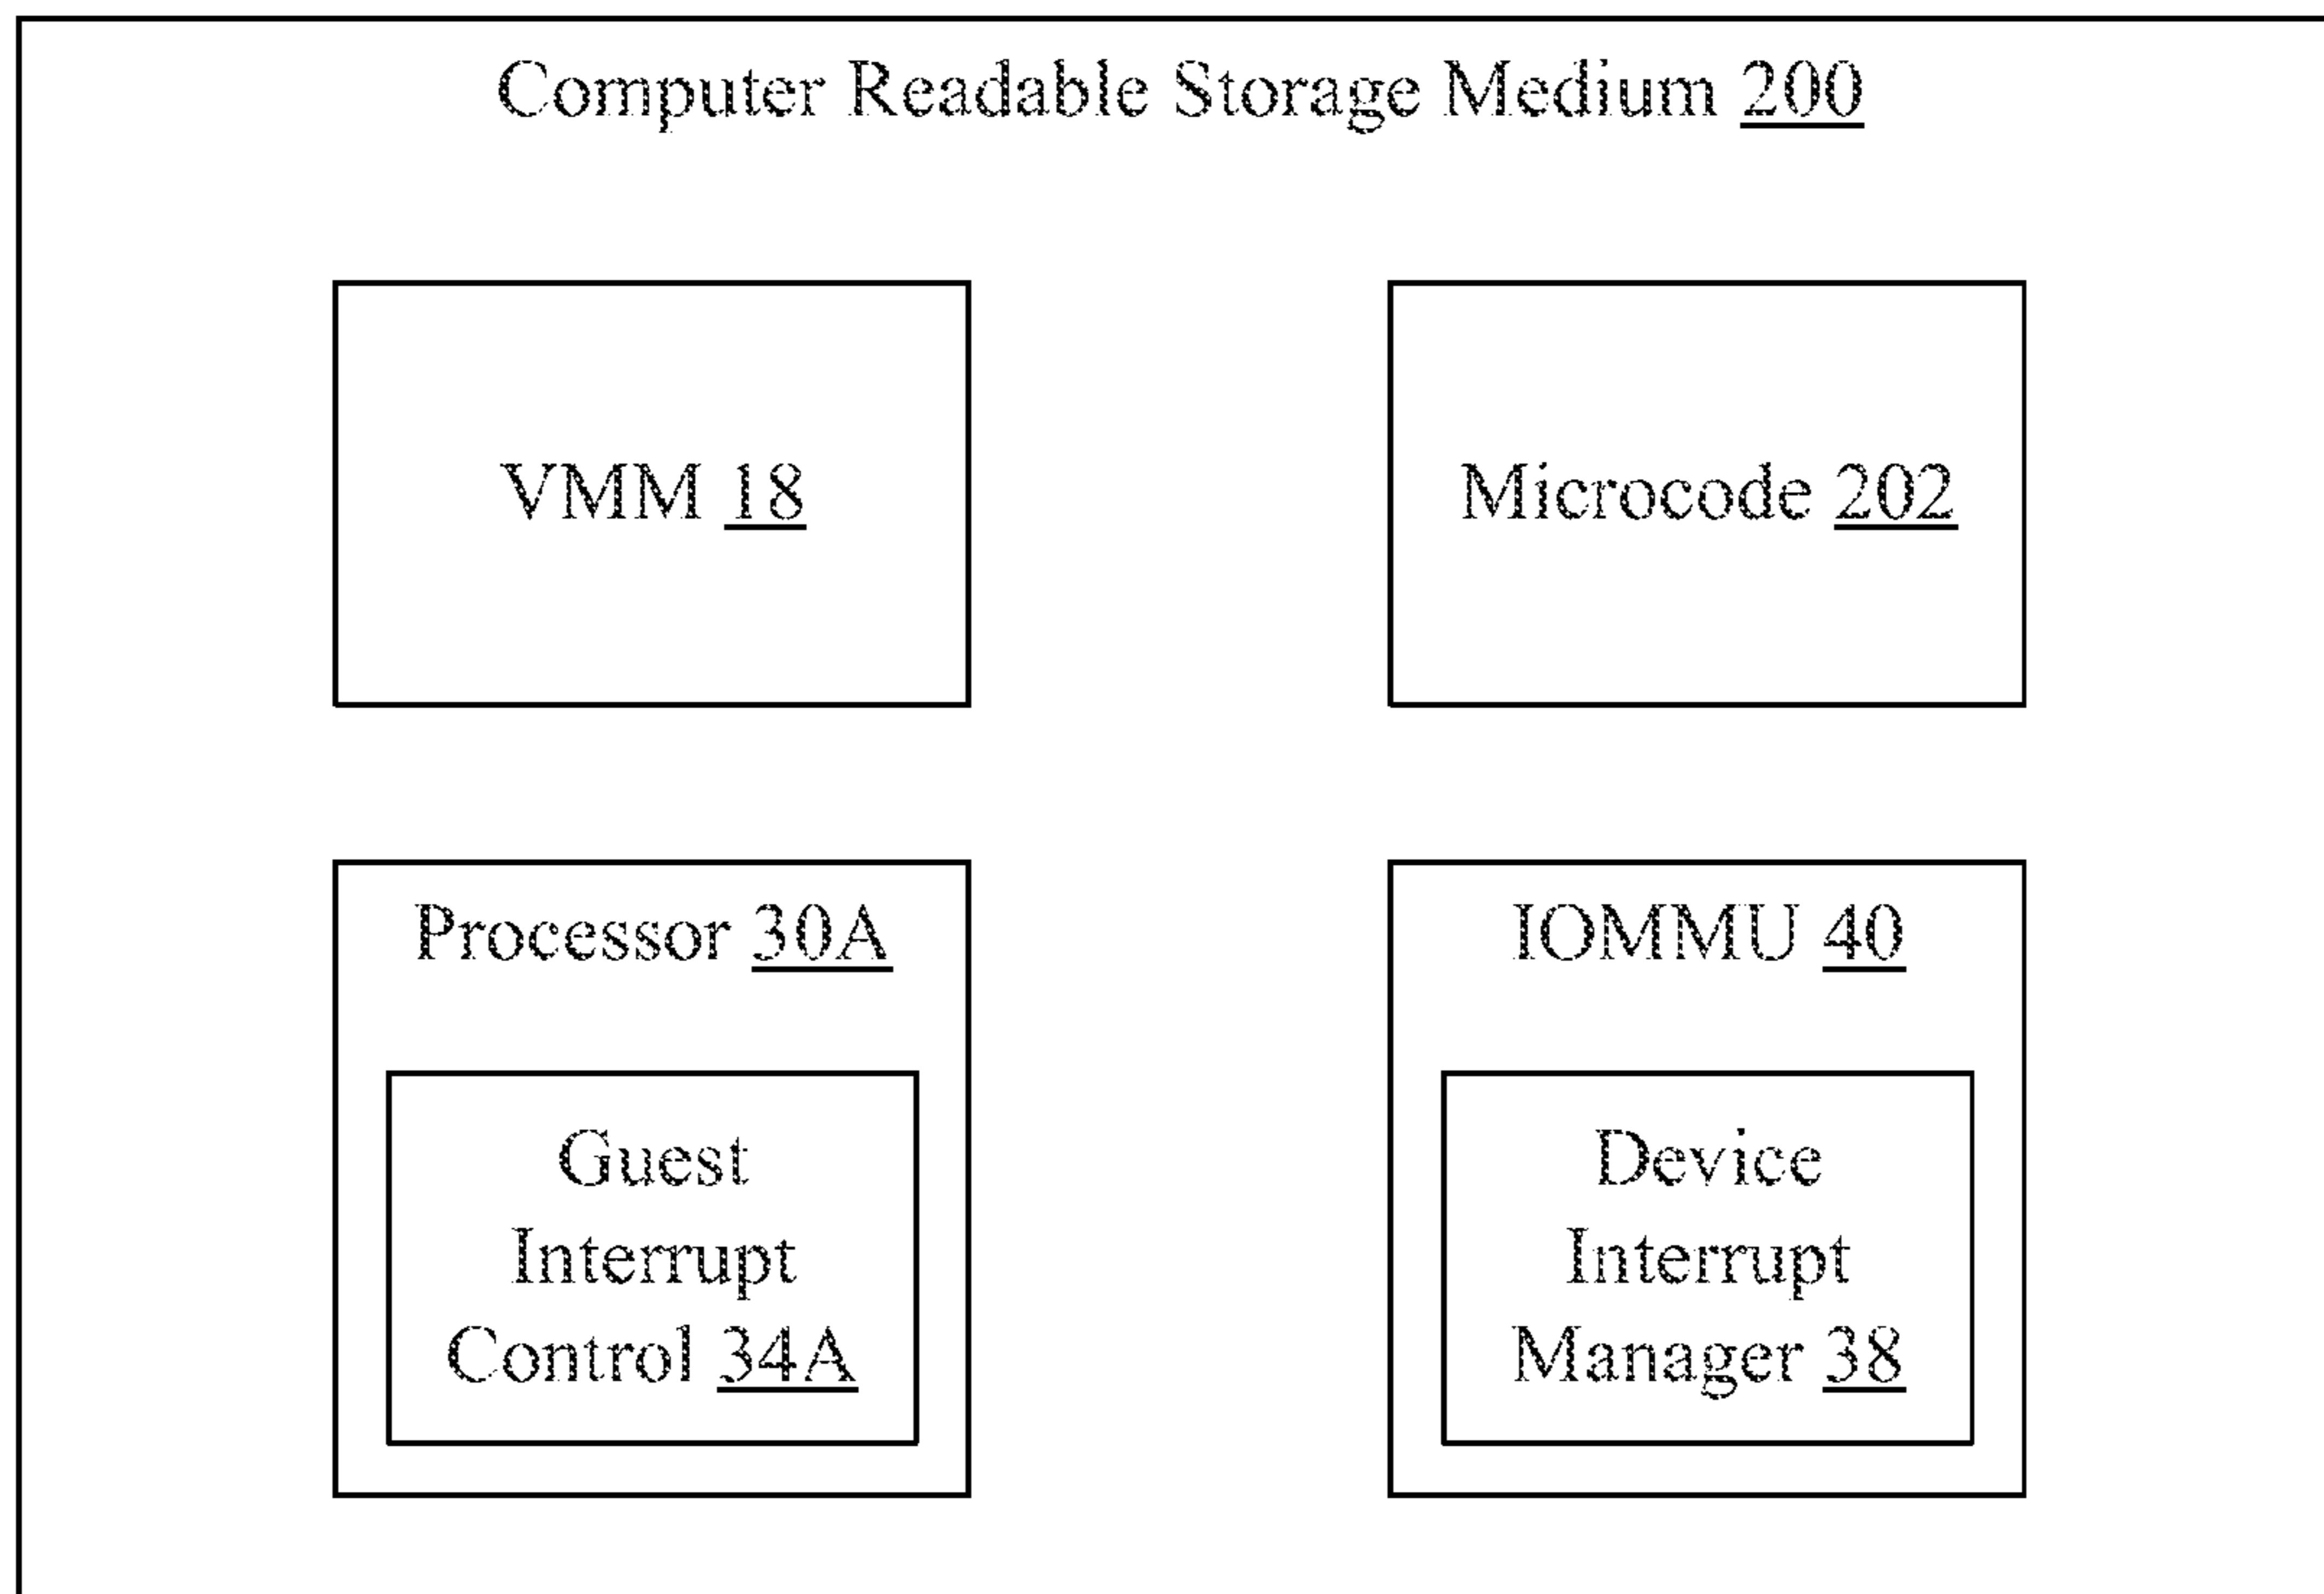 Computer Readable Storage Medium 200
VMM 18
Microcode 202
Processor 30A
Guest
Interrupt
Control 34A
IOMMU 40
Device
Interrupt
Manager 38